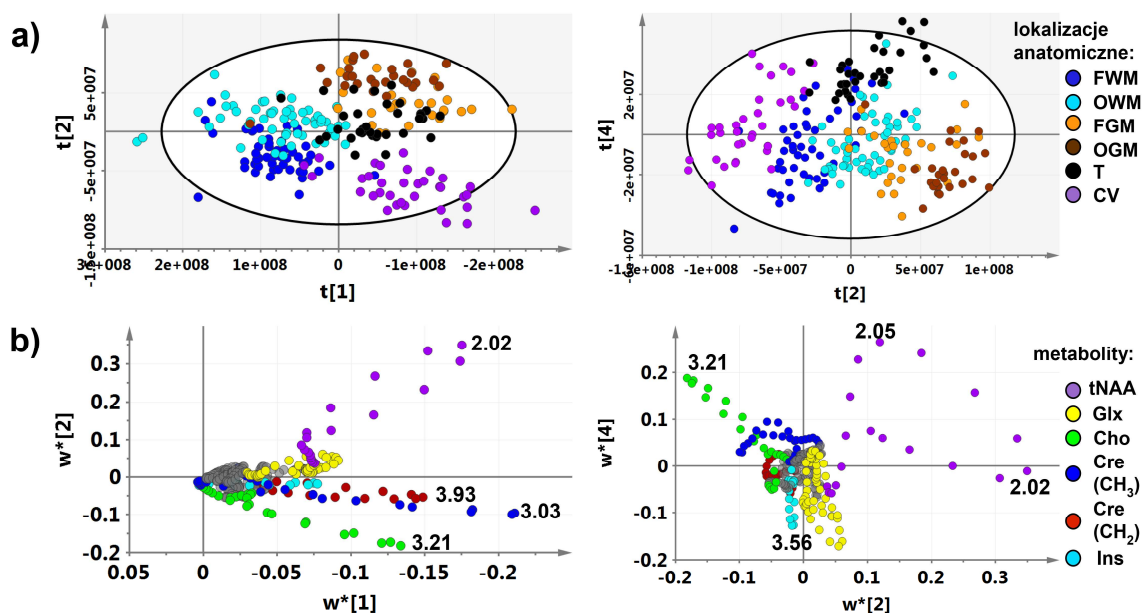 a)
t[2]
5e+007
-5e+007
3e+008
2e+008
1e+008
0
-1e+008
-2e+008
t[1]
t[4]
2e+007
-2e+007
-1e+008
-5e+007
0
5e+007
1e+008
t[2]
lokalizacje
anatomiczne:
FWM
OWM
FGM
OGM
T
CV
b)
w*[2]
0.3
0.2
0.1
0
-0.1
-0.2
0.05
0
-0.05
-0.1
-0.15
-0.2
w*[1]
2.02
3.93
3.03
3.21
w*[4]
0.2
0.1
0
-0.1
-0.2
-0.2
-0.1
0
0.1
0.2
0.3
w*[2]
3.21
2.05
2.02
3.56
metabolity:
tNAA
Glx
Cho
Cre
(CH₃)
Cre
(CH₂)
Ins